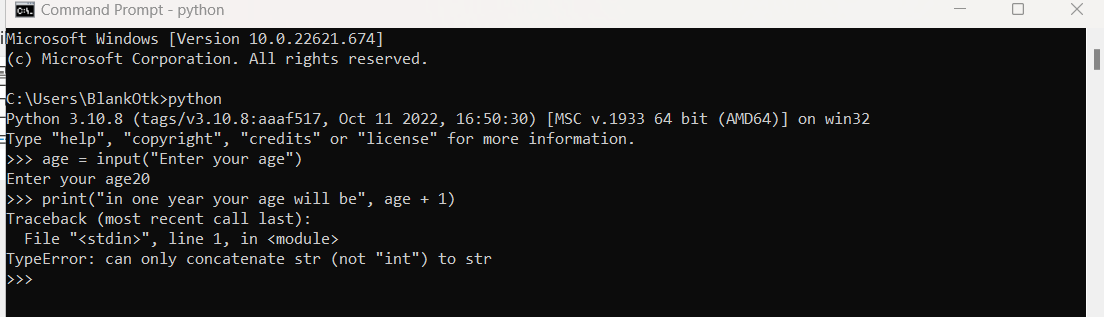 Command Prompt - python
Microsoft Windows [Version 10.0.22621.674]
(c) Microsoft Corporation. All rights reserved.
C:\Users\BlankOtk>python
Python 3.10.8 (tags/v3.10.8:aaaf517, Oct 11 2022, 16:50:30) [MSC v.1933 64 bit (AMD64)] on win32
Type "help", "copyright", "credits" or "license" for more information.
>>> age = input("Enter your age")
Enter your age20
>>> print("in one year your age will be", age + 1)
Traceback (most recent call last):
  File "<stdin>", line 1, in <module>
TypeError: can only concatenate str (not "int") to str
>>>